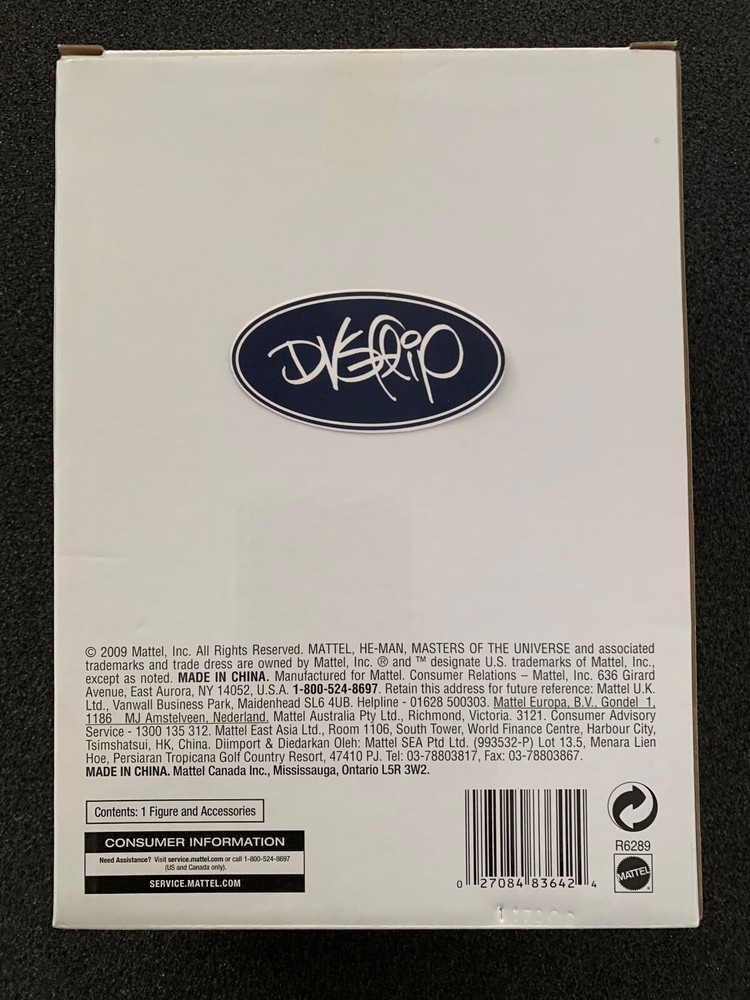 DVSflip
© 2009 Mattel, Inc. All Rights Reserved. MATTEL, HE-MAN, MASTERS OF THE UNIVERSE and associated
trademarks and trade dress are owned by Mattel, Inc. ® and ™ designate U.S. trademarks of Mattel, Inc.,
except as noted. MADE IN CHINA. Manufactured for Mattel. Consumer Relations – Mattel, Inc. 636 Girard
Avenue, East Aurora, NY 14052, U.S.A. 1-800-524-8697. Retain this address for future reference: Mattel U.K.
Ltd., Vanwall Business Park, Maidenhead SL6 4UB. Helpline - 01628 500303. Mattel Europa, B.V., Gondel 1,
1186 MJ Amstelveen, Nederland. Mattel Australia Pty Ltd., Richmond, Victoria. 3121. Consumer Advisory
Service - 1300 135 312. Mattel East Asia Ltd., Room 1106, South Tower, World Finance Centre, Harbour City,
Tsimshatsui, HK, China. Diimport & Diedarkan Oleh: Mattel SEA Ptd Ltd. (993532-P) Lot 13.5, Menara Lien
Hoe, Persiaran Tropicana Golf Country Resort, 47410 PJ. Tel: 03-78803817, Fax: 03-78803867.
MADE IN CHINA. Mattel Canada Inc., Mississauga, Ontario L5R 3W2.
Contents: 1 Figure and Accessories
CONSUMER INFORMATION
Need Assistance? Visit service.mattel.com or call 1-800-524-8697
(US and Canada only).
SERVICE.MATTEL.COM
0 27084 83642 4
R6289
MATTEL